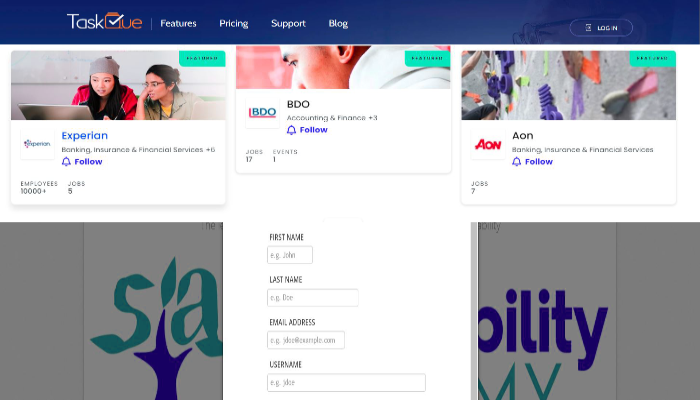 TaskQue
Features
Pricing
Support
Blog
LOG IN
FEATURED
FEATURED
FEATURED
Experian
Experian
Banking, Insurance & Financial Services +6
Follow
EMPLOYEES
10000+
JOBS
5
BDO
BDO
Accounting & Finance +3
Follow
JOBS
17
EVENTS
1
AON
Aon
Banking, Insurance & Financial Services
Follow
JOBS
7
The
ability
sta
bility
MY
FIRST NAME
e.g. John
LAST NAME
e.g. Doe
EMAIL ADDRESS
e.g. jdoe@example.com
USERNAME
e.g. jdoe